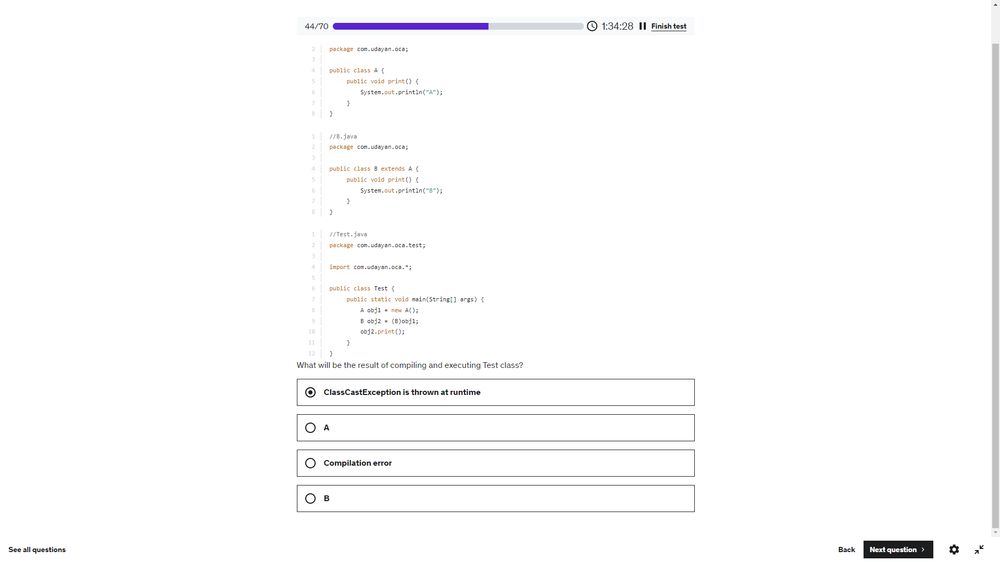 44/70 1:34:28 Finish test
2 package com.udayan.oca;
3
4 public class A {
5 public void print() {
6 System.out.println("A");
7 }
8 }
1 //B.java
2 package com.udayan.oca;
3
4 public class B extends A {
5 public void print() {
6 System.out.println("B");
7 }
8 }
1 //Test.java
2 package com.udayan.oca.test;
3
4 import com.udayan.oca.*;
5
6 public class Test {
7 public static void main(String[] args) {
8 A obj1 = new A();
9 B obj2 = (B)obj1;
10 obj2.print();
11 }
12 }
What will be the result of compiling and executing Test class?
ClassCastException is thrown at runtime
A
Compilation error
B
See all questions Back Next question